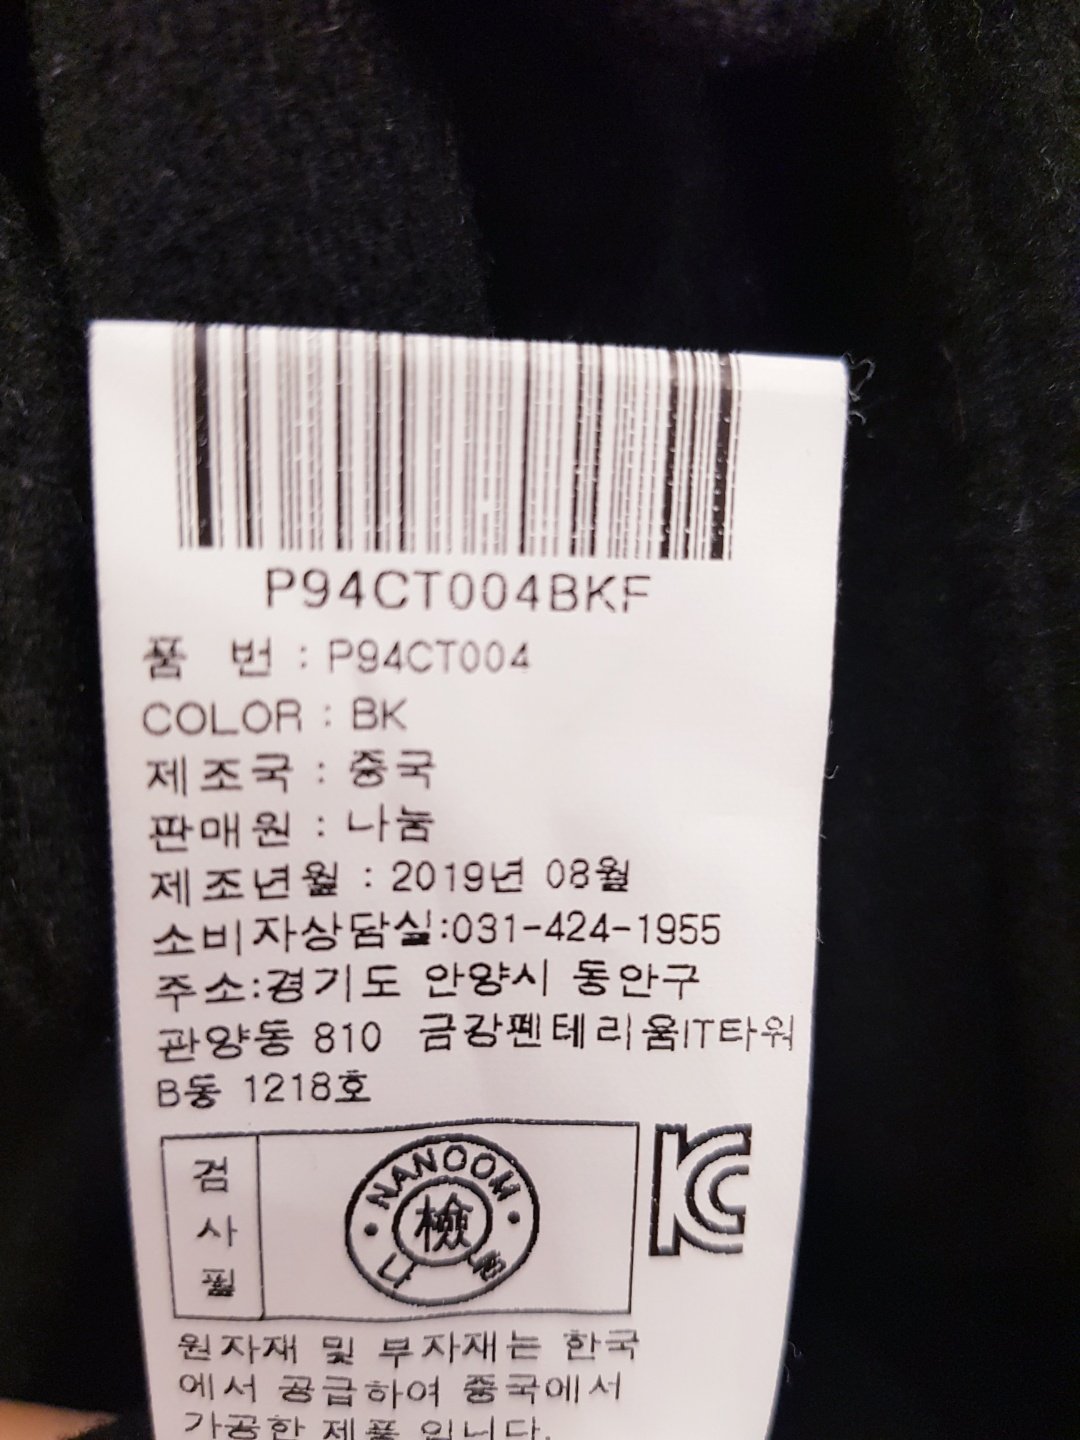 P94CT004BKF
품 번 : P94CT004
COLOR : BK
제조국 : 중국
판매원 : 나눔
제조년월 : 2019년 08월
소비자상담실:031-424-1955
주소:경기도 안양시 동안구
관양동 810 금강펜테리움IT타워
B동 1218호
검사필
NANOOM
檢
나눔
원자재 및 부자재는 한국
에서 공급하여 중국에서
가공한 제품 입니다.